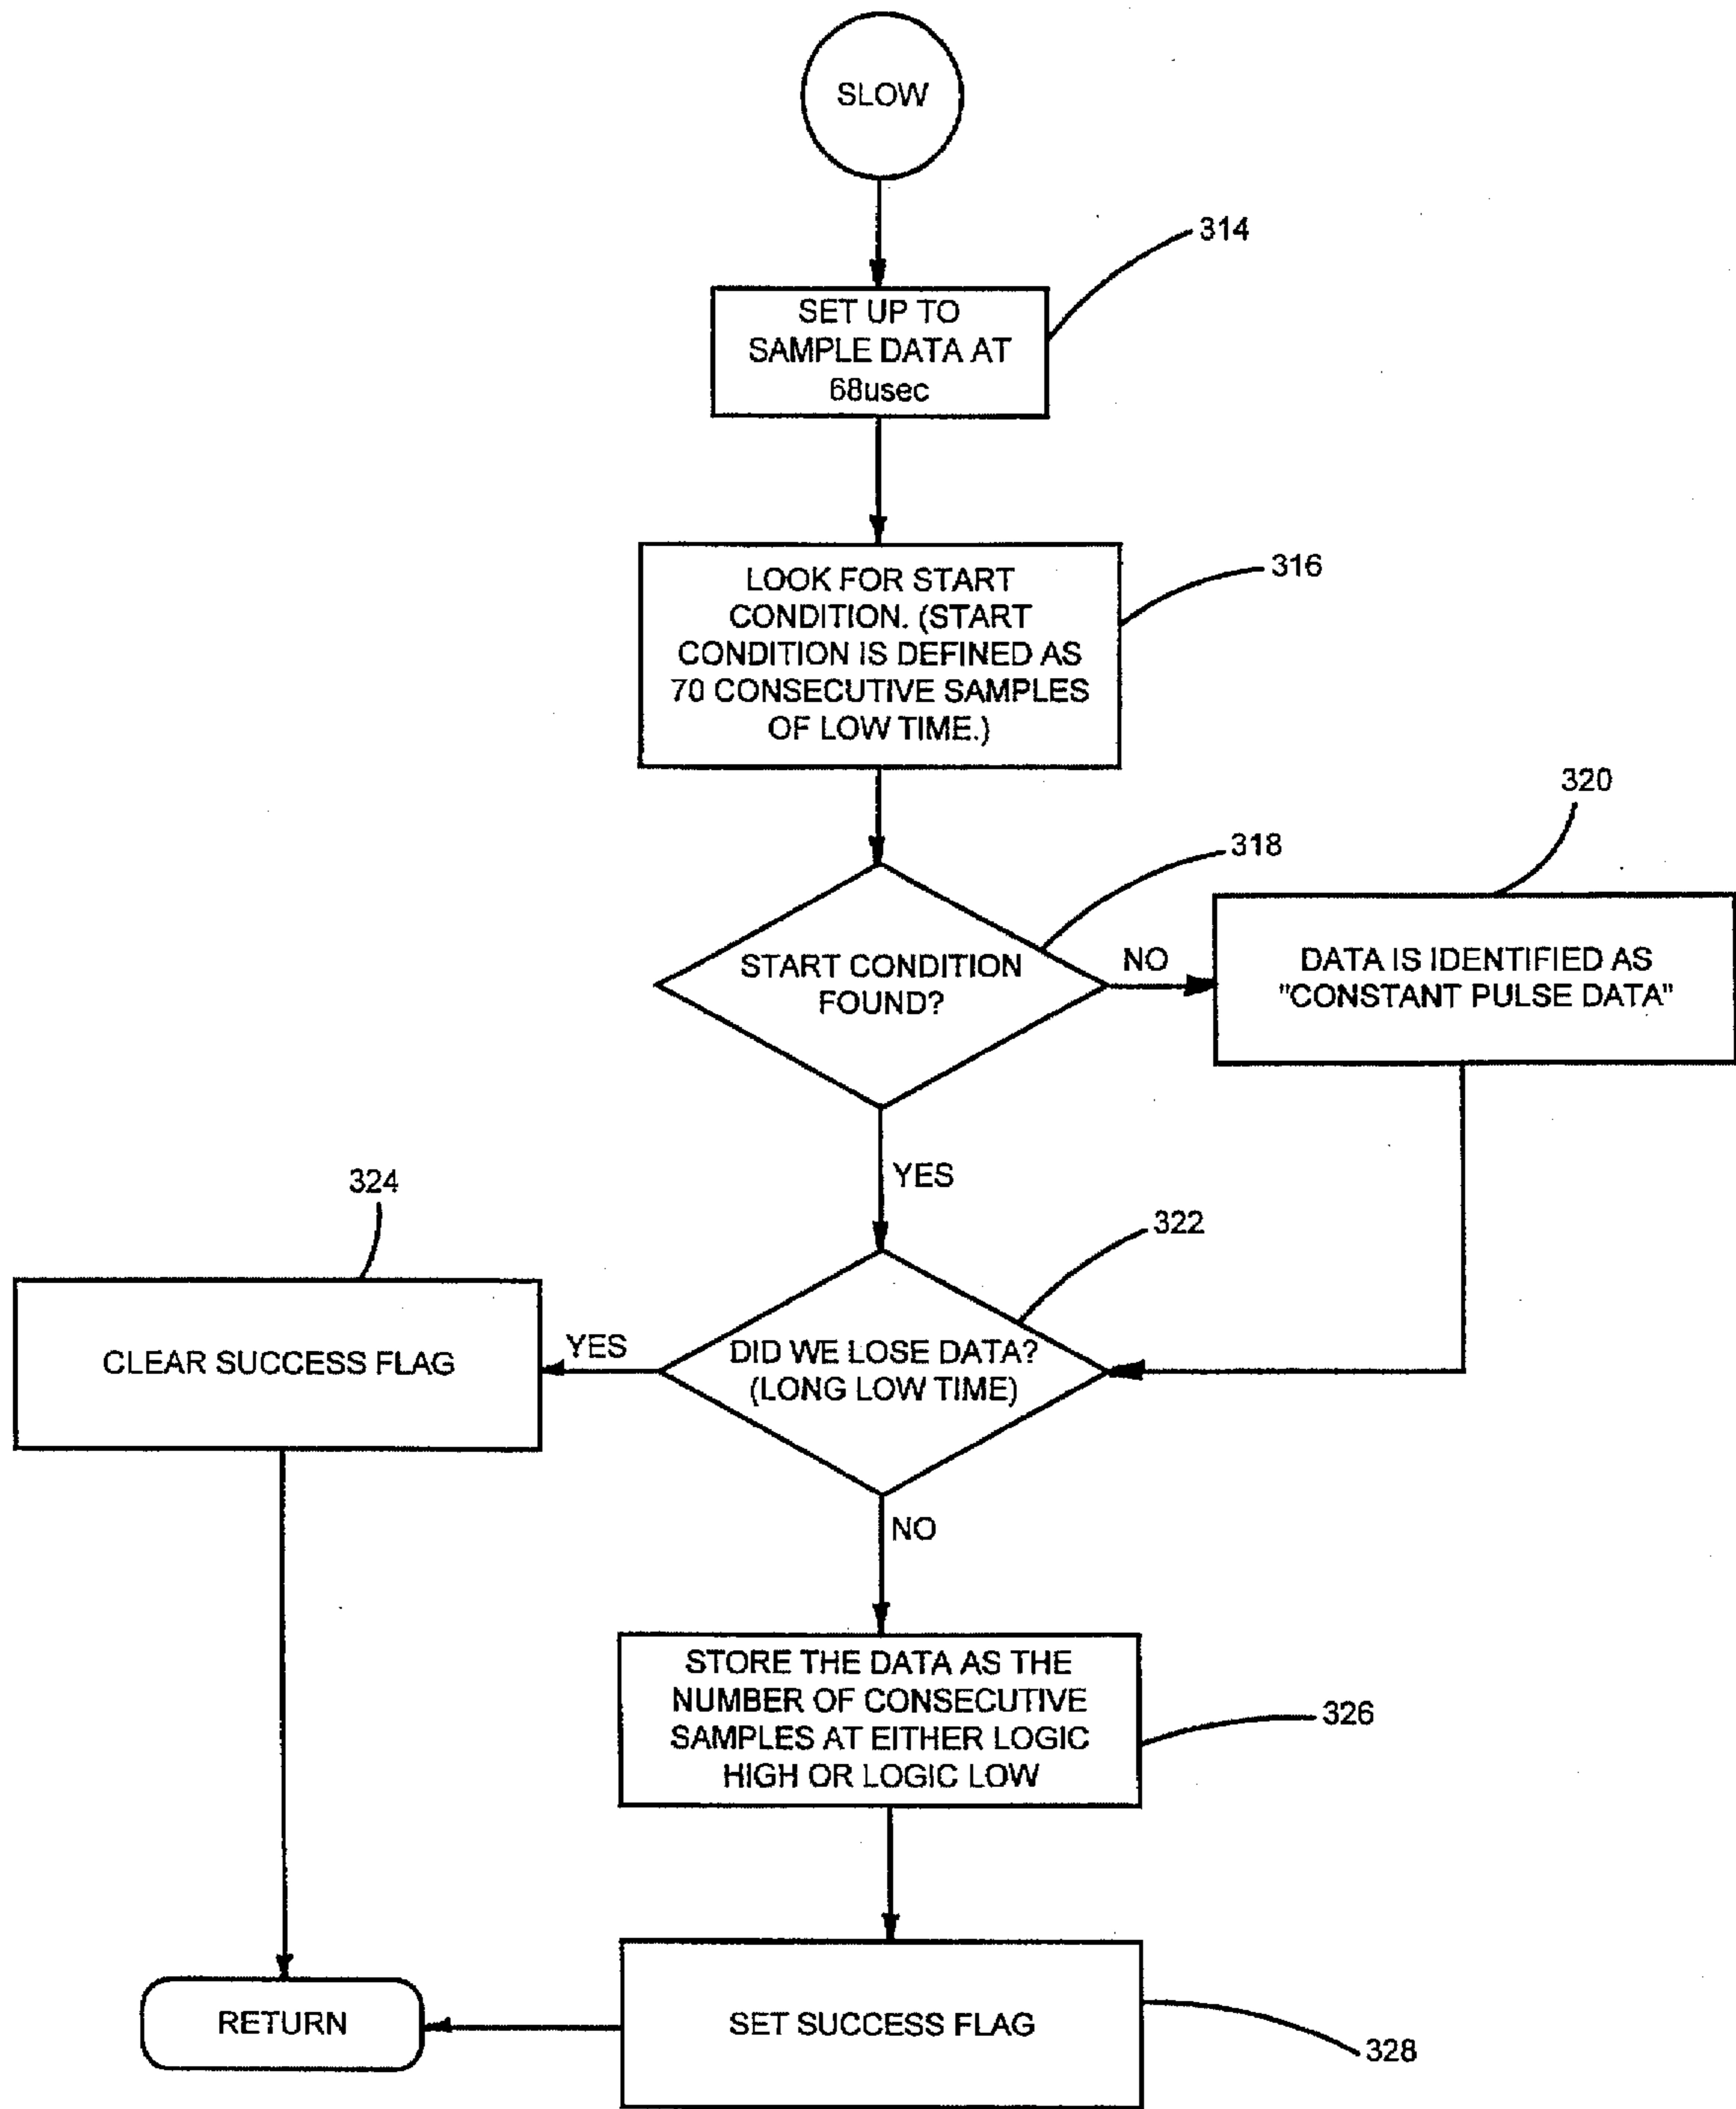 SLOW
314
SET UP TO
SAMPLE DATA AT
68usec
316
LOOK FOR START
CONDITION. (START
CONDITION IS DEFINED AS
70 CONSECUTIVE SAMPLES
OF LOW TIME.)
320
318
START CONDITION
FOUND?
NO
DATA IS IDENTIFIED AS
"CONSTANT PULSE DATA"
YES
324
322
CLEAR SUCCESS FLAG
YES
DID WE LOSE DATA?
(LONG LOW TIME)
NO
STORE THE DATA AS THE
NUMBER OF CONSECUTIVE
SAMPLES AT EITHER LOGIC
HIGH OR LOGIC LOW
326
RETURN
SET SUCCESS FLAG
328